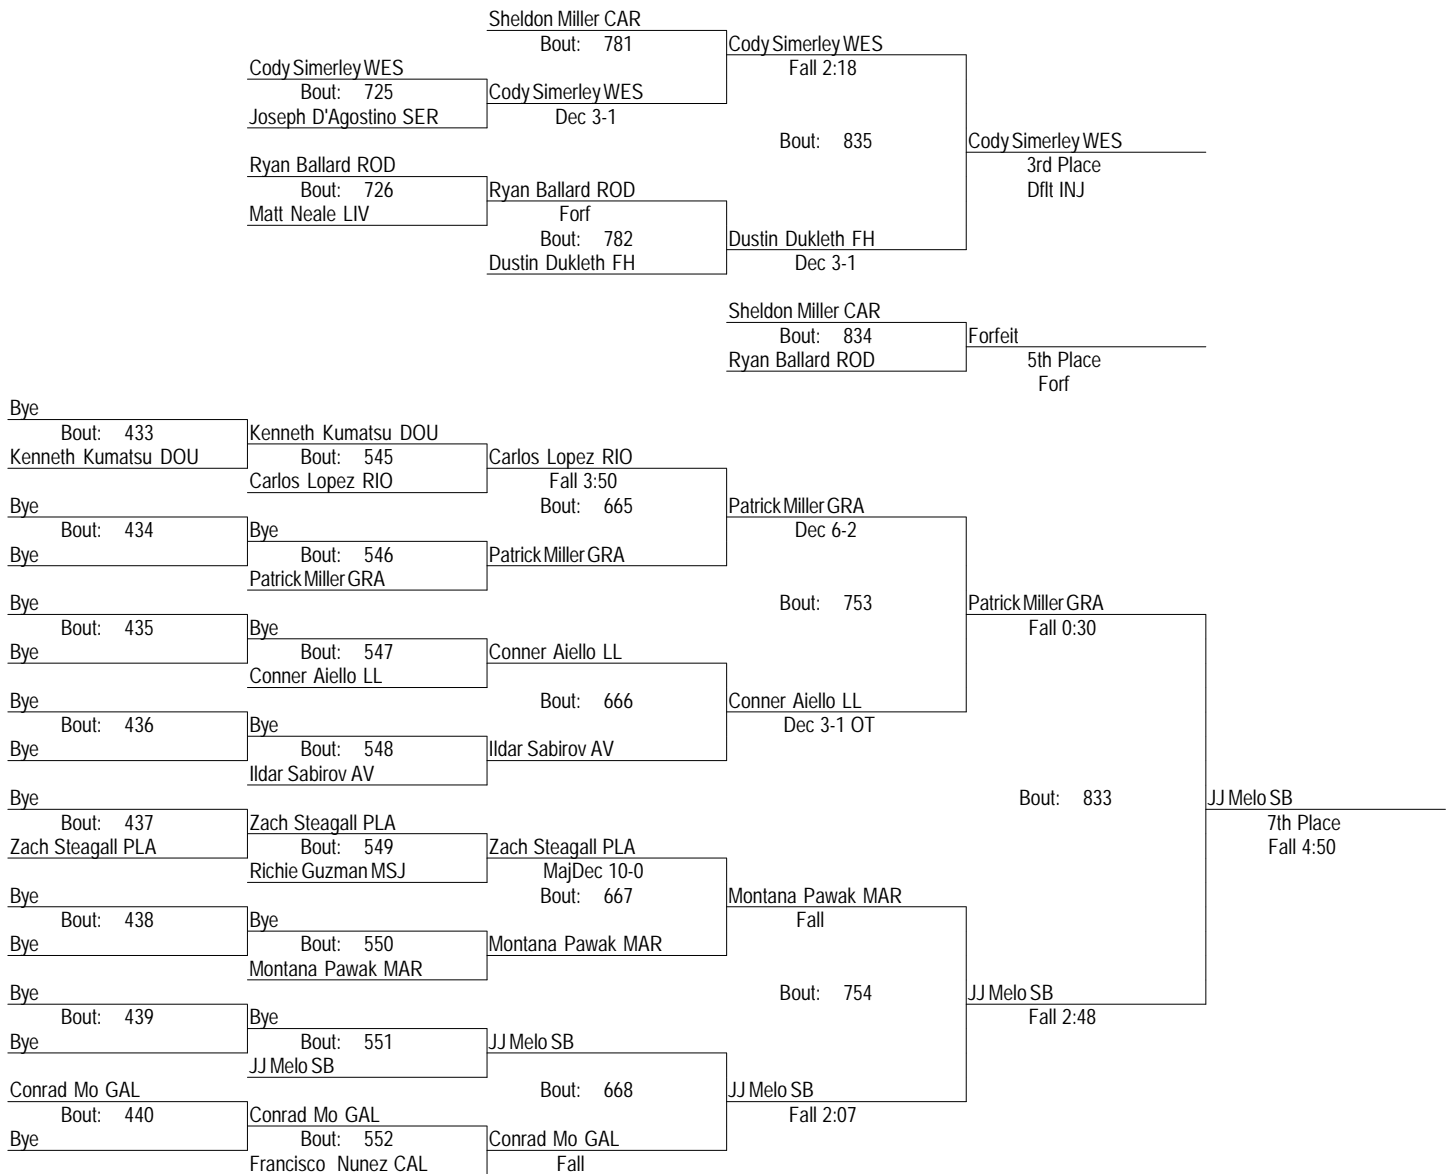 Sheldon Miller CAR
Bout: 781
Cody Simerley WES
Fall 2:18
Cody Simerley WES
Bout: 725
Joseph D'Agostino SER
Cody Simerley WES
Dec 3-1
Bout: 835
Cody Simerley WES
3rd Place
Dflt INJ
Ryan Ballard ROD
Bout: 726
Matt Neale LIV
Ryan Ballard ROD
Forf
Bout: 782
Dustin Dukleth FH
Dustin Dukleth FH
Dec 3-1
Sheldon Miller CAR
Bout: 834
Ryan Ballard ROD
Forfeit
5th Place
Forf
Bye
Bout: 433
Kenneth Kumatsu DOU
Kenneth Kumatsu DOU
Bout: 545
Carlos Lopez RIO
Carlos Lopez RIO
Fall 3:50
Bout: 665
Bye
Bout: 434
Bye
Bye
Bout: 546
Patrick Miller GRA
Patrick Miller GRA
Patrick Miller GRA
Dec 6-2
Bye
Bout: 435
Bye
Bye
Bout: 547
Conner Aiello LL
Conner Aiello LL
Bout: 753
Patrick Miller GRA
Fall 0:30
Bye
Bout: 436
Bye
Bye
Bout: 548
Ildar Sabirov AV
Bout: 666
Ildar Sabirov AV
Conner Aiello LL
Dec 3-1 OT
Bye
Bout: 437
Zach Steagall PLA
Zach Steagall PLA
Bout: 549
Richie Guzman MSJ
Zach Steagall PLA
MajDec 10-0
Bout: 667
Bout: 833
JJ Melo SB
7th Place
Fall 4:50
Bye
Bout: 438
Bye
Bye
Bout: 550
Montana Pawak MAR
Montana Pawak MAR
Montana Pawak MAR
Fall
Bye
Bout: 439
Bye
Bye
Bout: 551
JJ Melo SB
JJ Melo SB
Bout: 754
JJ Melo SB
Fall 2:48
Conrad Mo GAL
Bout: 440
Bye
Conrad Mo GAL
Bout: 552
Francisco Nunez CAL
Bout: 668
Conrad Mo GAL
Fall
JJ Melo SB
Fall 2:07